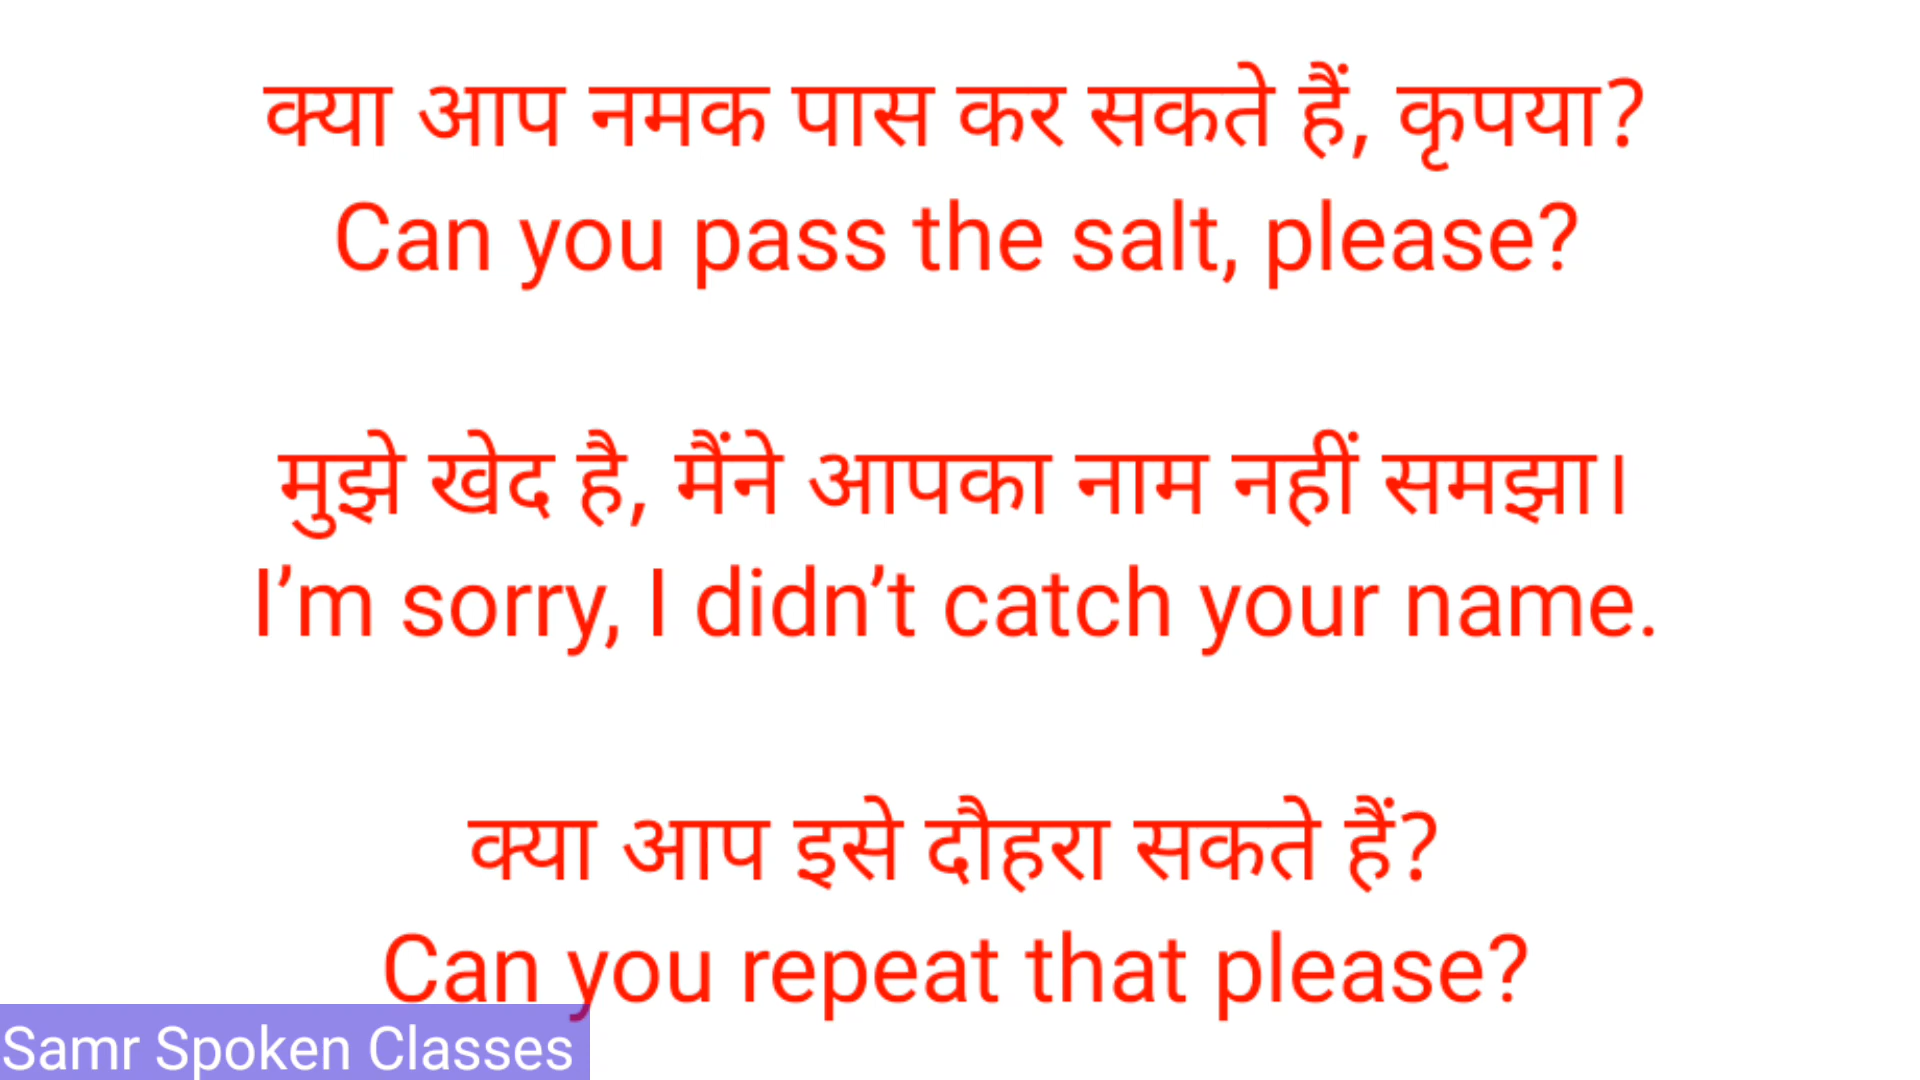 क्या आप नमक पास कर सकते हैं, कृपया?
Can you pass the salt, please?
मुझे खेद है, मैंने आपका नाम नहीं समझा।
I’m sorry, I didn’t catch your name.
क्या आप इसे दौहरा सकते हैं?
Can you repeat that please?
Samr Spoken Classes